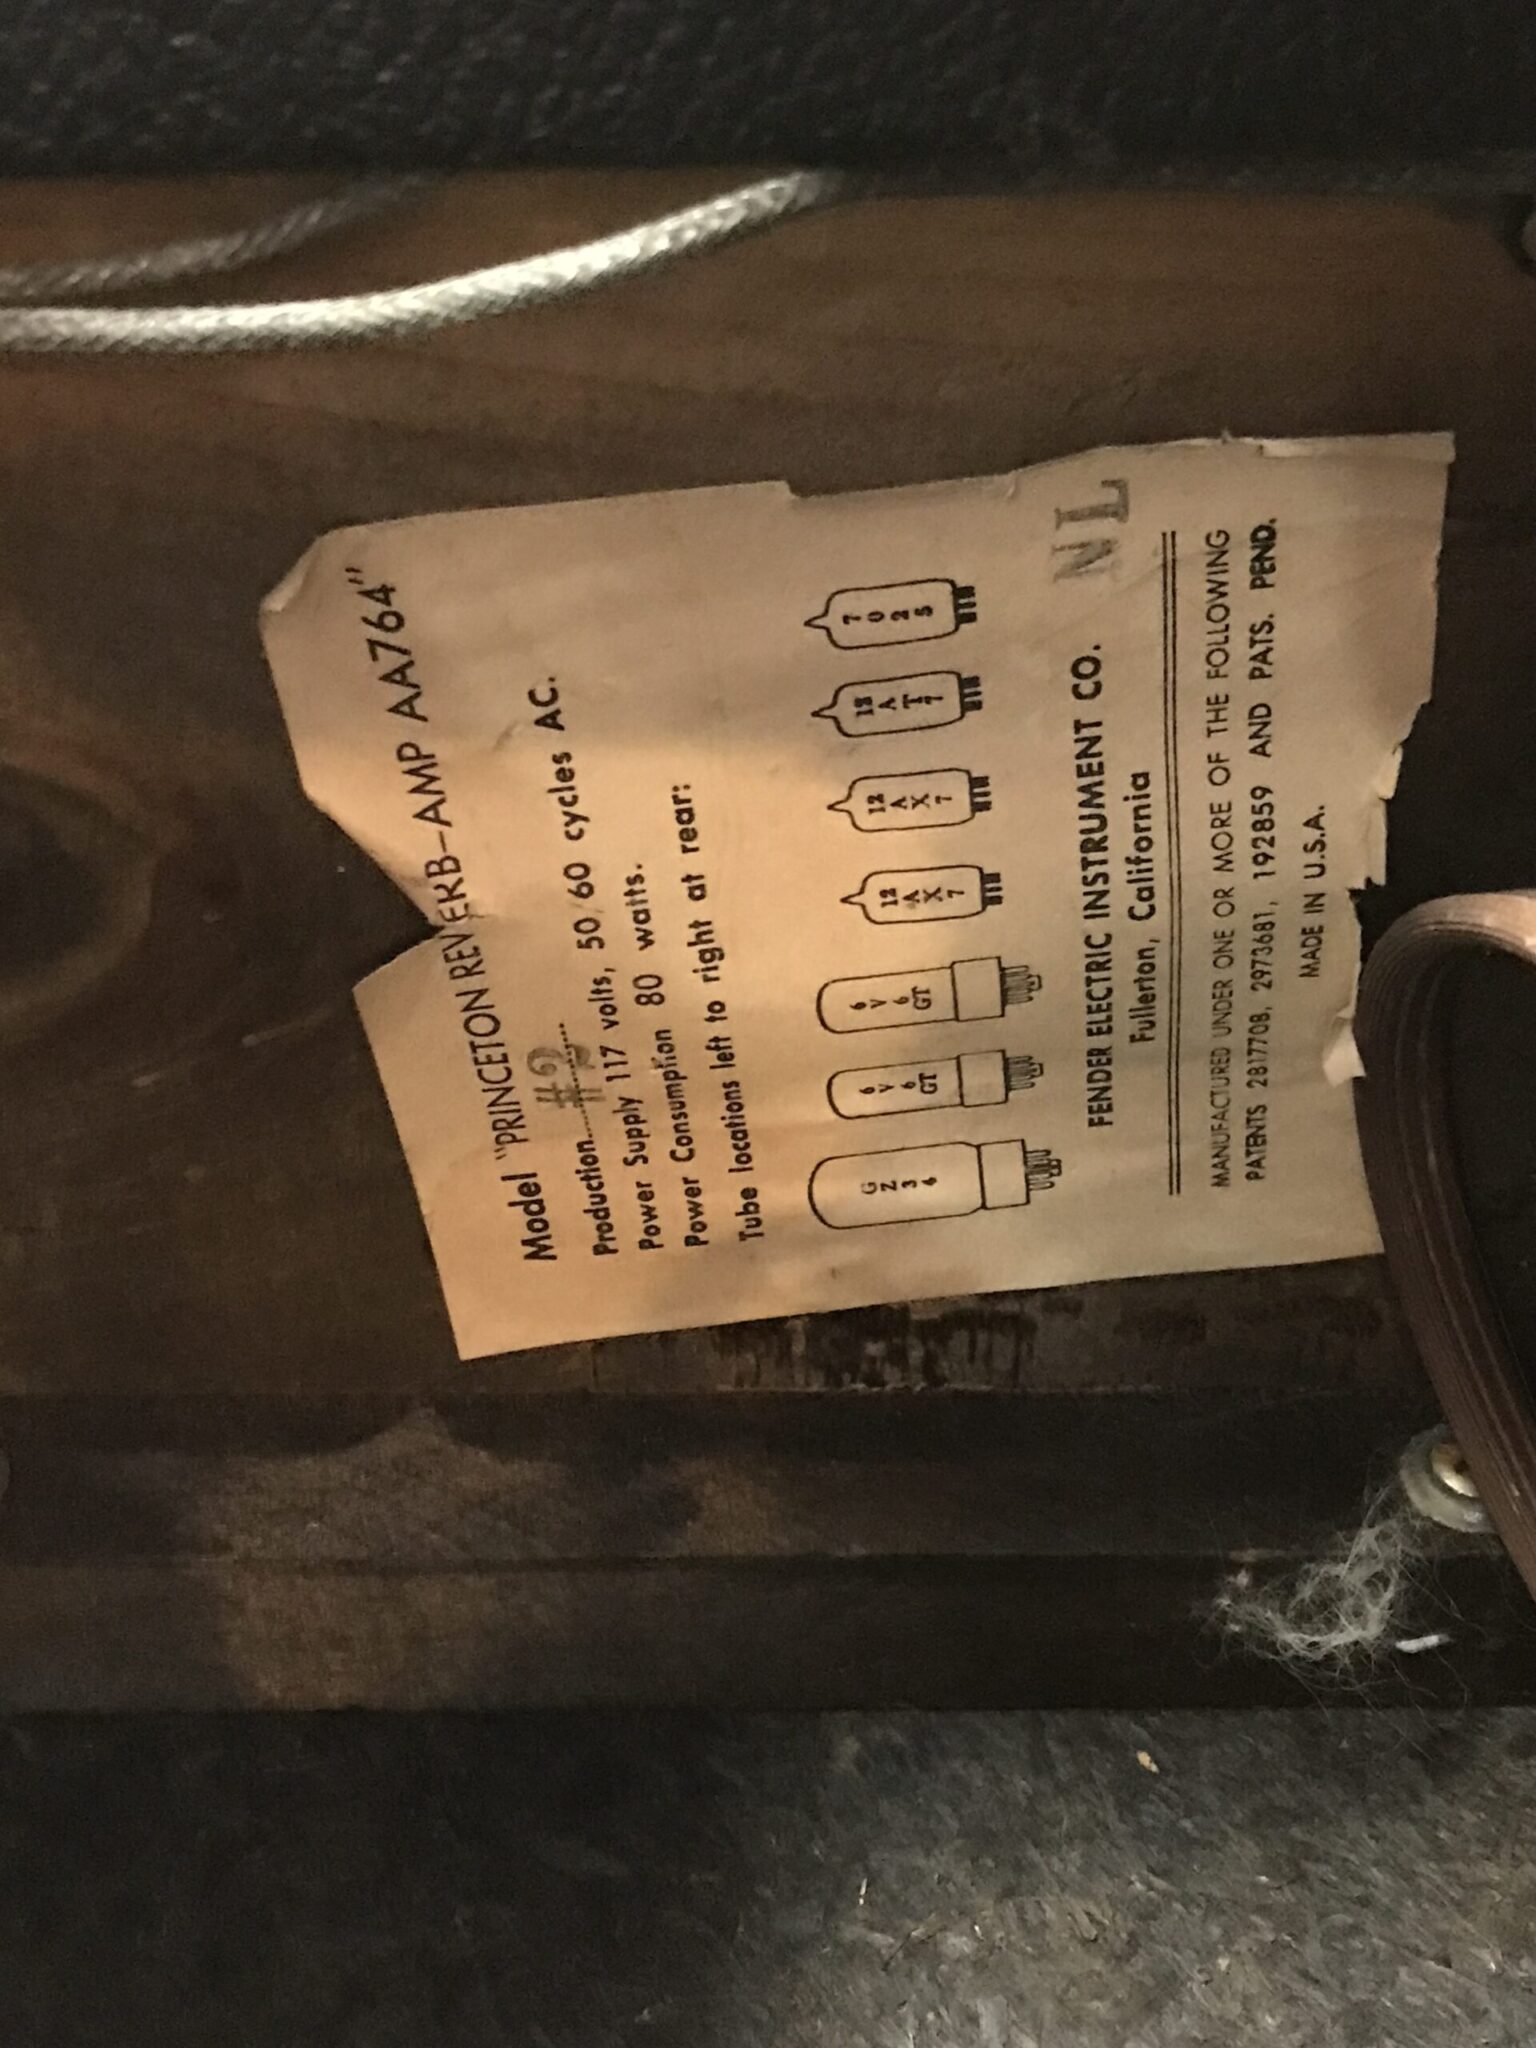 Model "PRINCETON REVERB-AMP AA764"
Production......#2......
Power Supply 117 volts, 50/60 cycles AC.
Power Consumption 80 watts.
Tube locations left to right at rear:
GZ34 6V6GT 6V6GT 12AX7 12AX7 12AT7 7025
FENDER ELECTRIC INSTRUMENT CO. NL
Fullerton, California
MANUFACTURED UNDER ONE OR MORE OF THE FOLLOWING
PATENTS 2817708, 2973681, 192859 AND PATS. PEND.
MADE IN U.S.A.